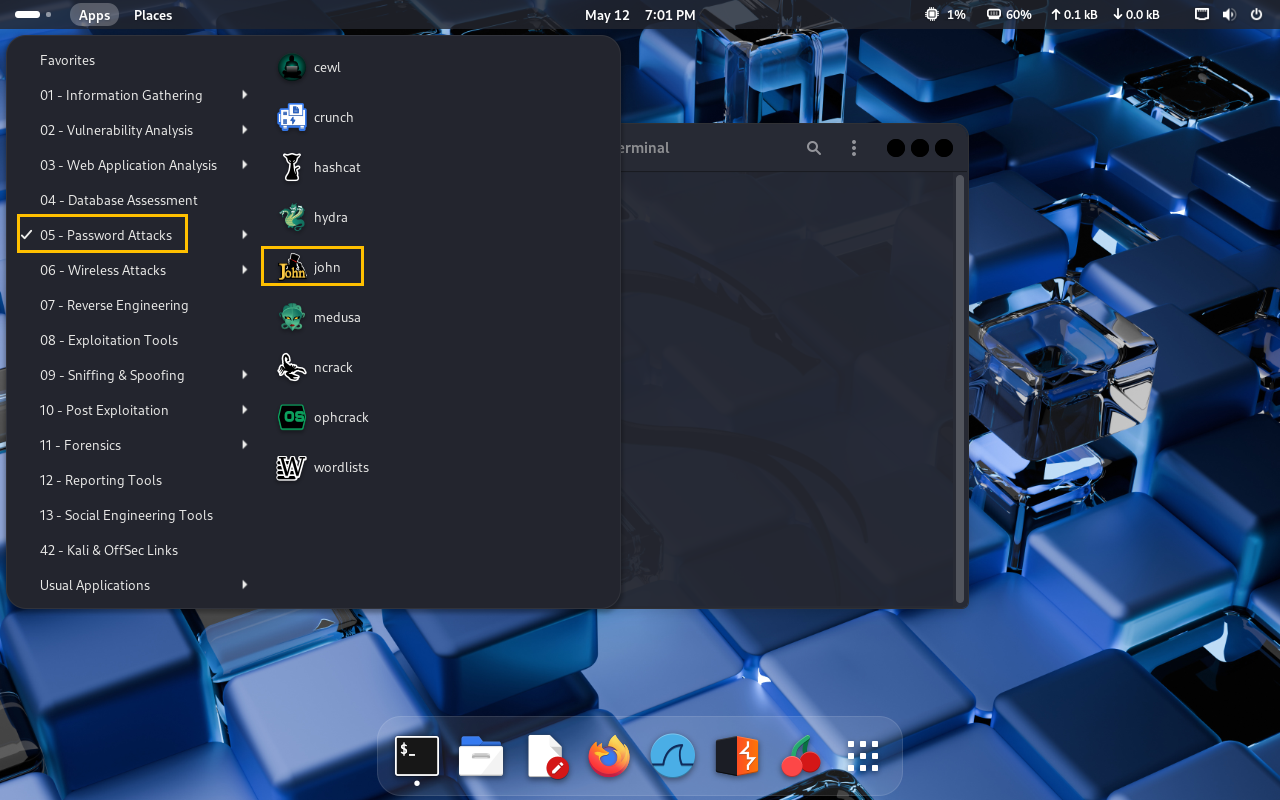 Apps Places May 12 7:01 PM 1% 60% 0.1 kB 0.0 kB
Favorites
01 - Information Gathering
02 - Vulnerability Analysis
03 - Web Application Analysis
04 - Database Assessment
05 - Password Attacks
06 - Wireless Attacks
07 - Reverse Engineering
08 - Exploitation Tools
09 - Sniffing & Spoofing
10 - Post Exploitation
11 - Forensics
12 - Reporting Tools
13 - Social Engineering Tools
42 - Kali & OffSec Links
Usual Applications
cewl
crunch
hashcat
hydra
John john
medusa
ncrack
OS ophcrack
W wordlists
erminal
$_